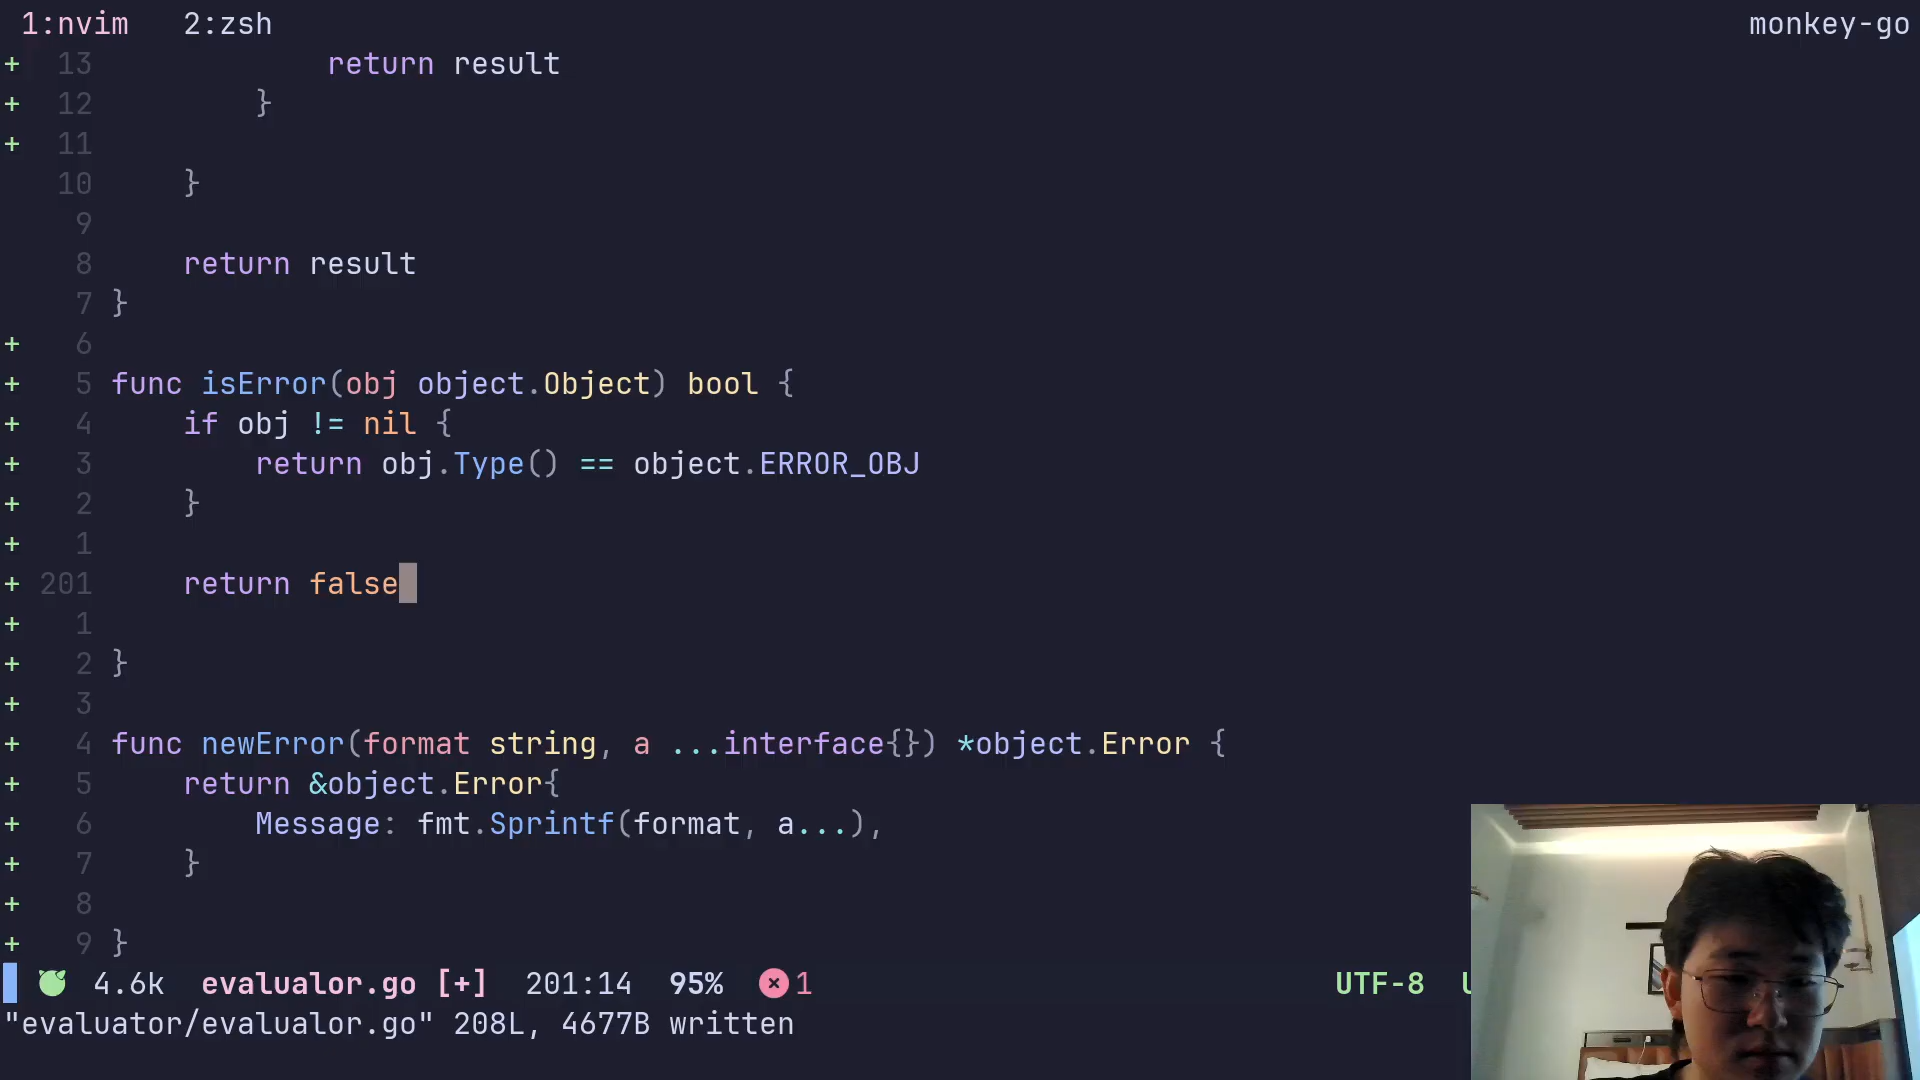 1:nvim 2:zsh monkey-go
+ 13 return result
+ 12 }
+ 11
10 }
9
8 return result
7 }
+ 6
+ 5 func isError(obj object.Object) bool {
+ 4 if obj != nil {
+ 3 return obj.Type() == object.ERROR_OBJ
+ 2 }
+ 1
+ 201 return false
+ 1
+ 2 }
+ 3
+ 4 func newError(format string, a ...interface{}) *object.Error {
+ 5 return &object.Error{
+ 6 Message: fmt.Sprintf(format, a...),
+ 7 }
+ 8
+ 9 }
4.6k evalualor.go [+] 201:14 95% 1 UTF-8
"evaluator/evalualor.go" 208L, 4677B written